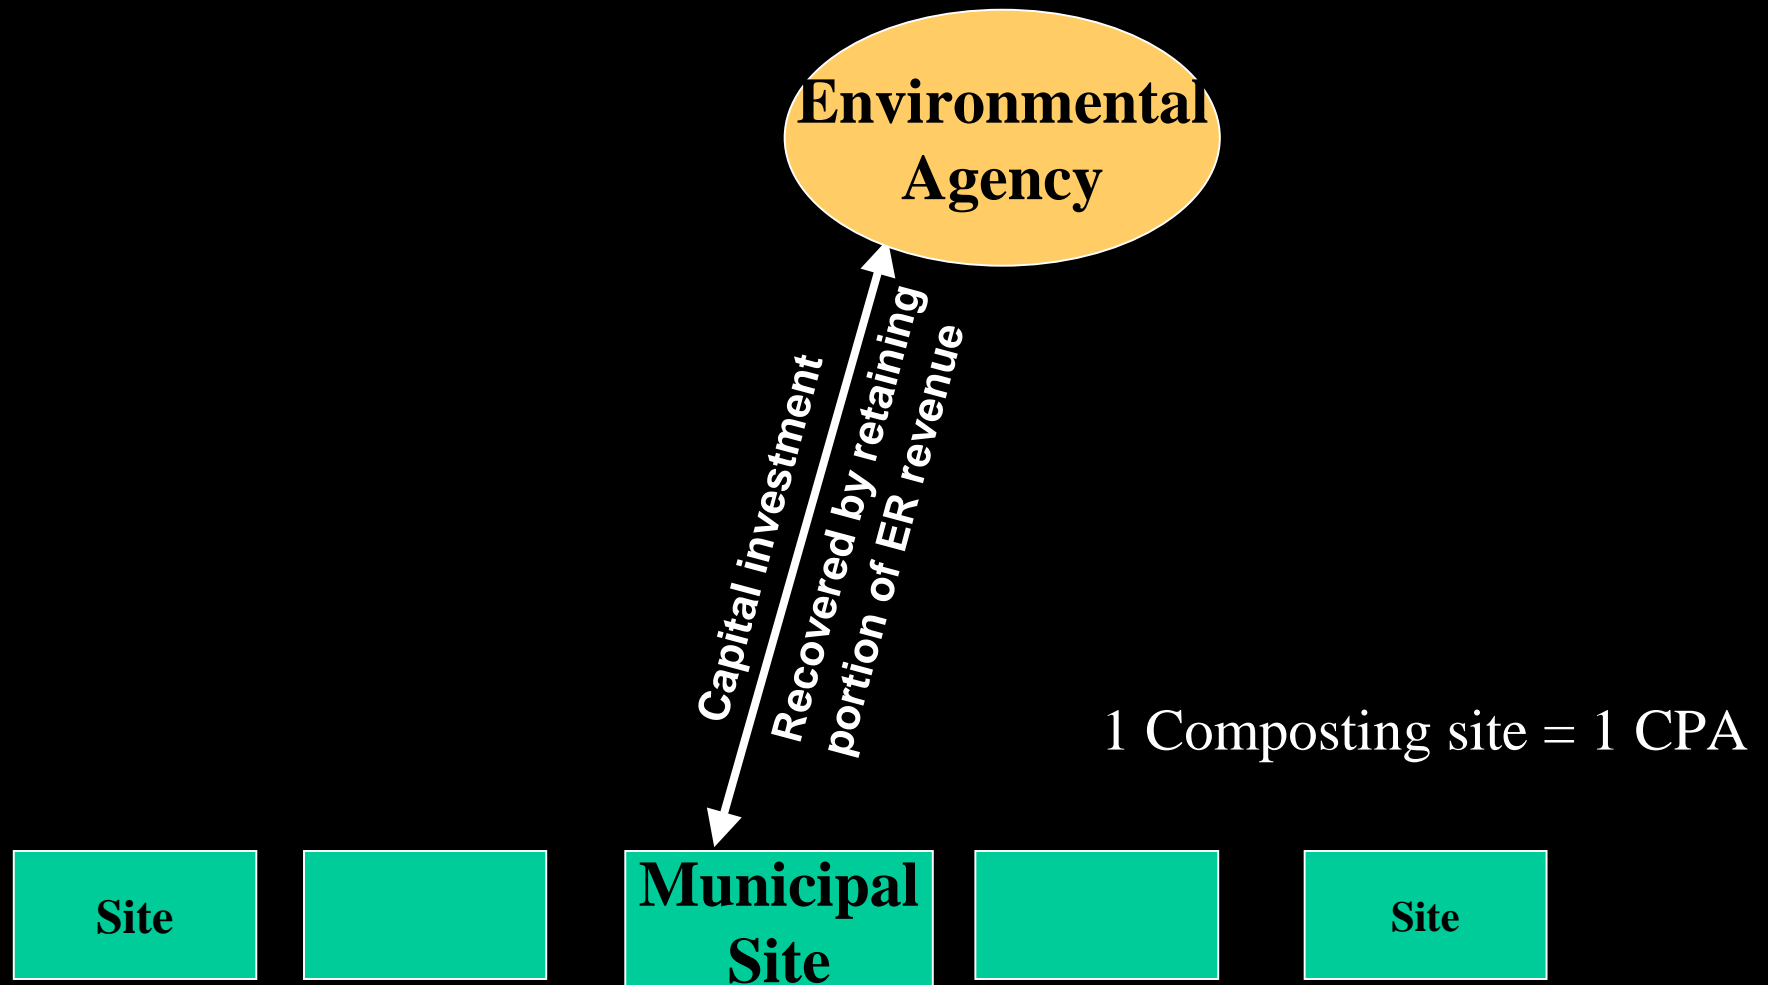 Environmental
Agency
Capital investment
Recovered by retaining
portion of ER revenue
1 Composting site = 1 CPA
Site
Municipal
Site
Site